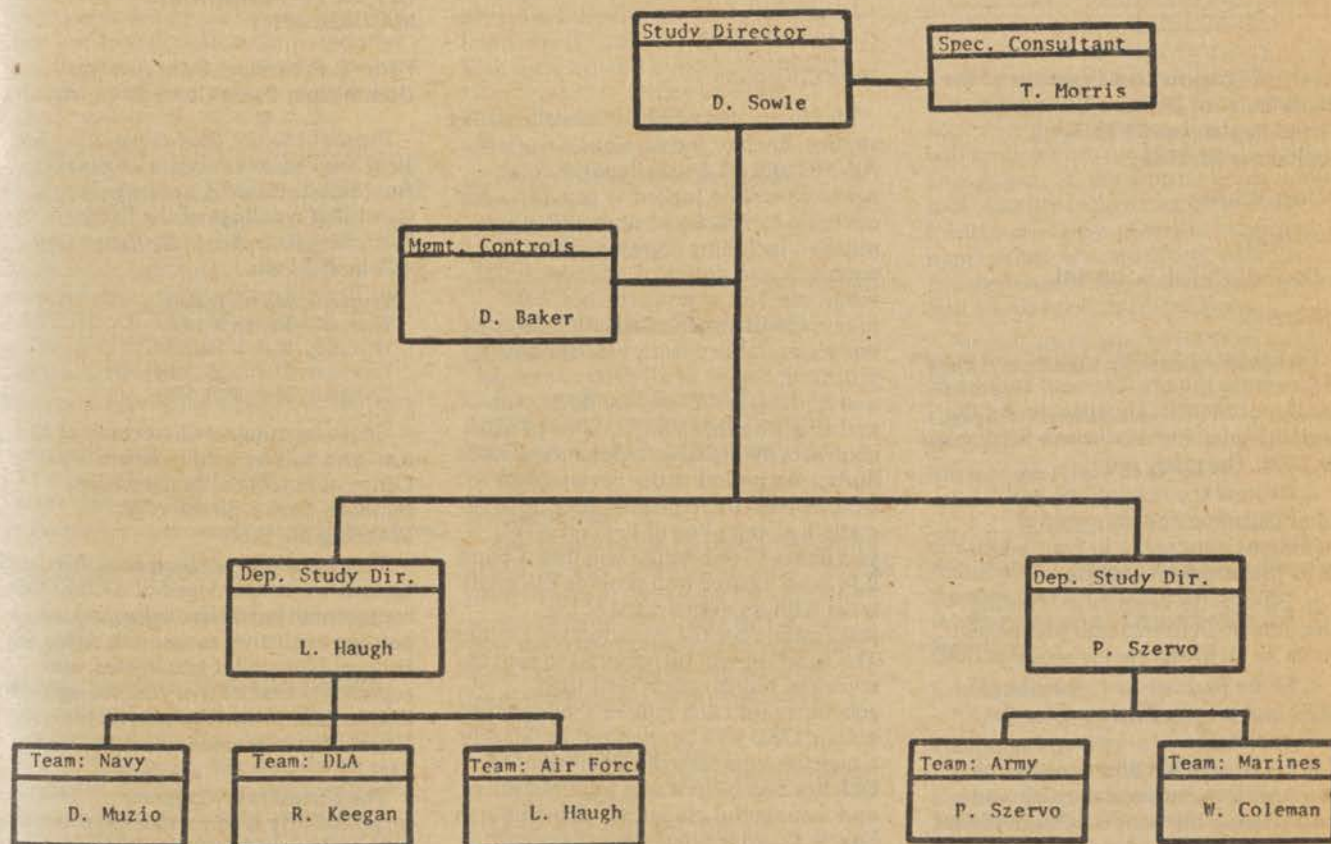 Study Director
D. Sowle
Spec. Consultant
T. Morris
Mgmt. Controls
D. Baker
Dep. Study Dir.
L. Haugh
Dep. Study Dir.
P. Szervo
Team: Navy
D. Muzio
Team: DLA
R. Keegan
Team: Air Force
L. Haugh
Team: Army
P. Szervo
Team: Marines
W. Coleman